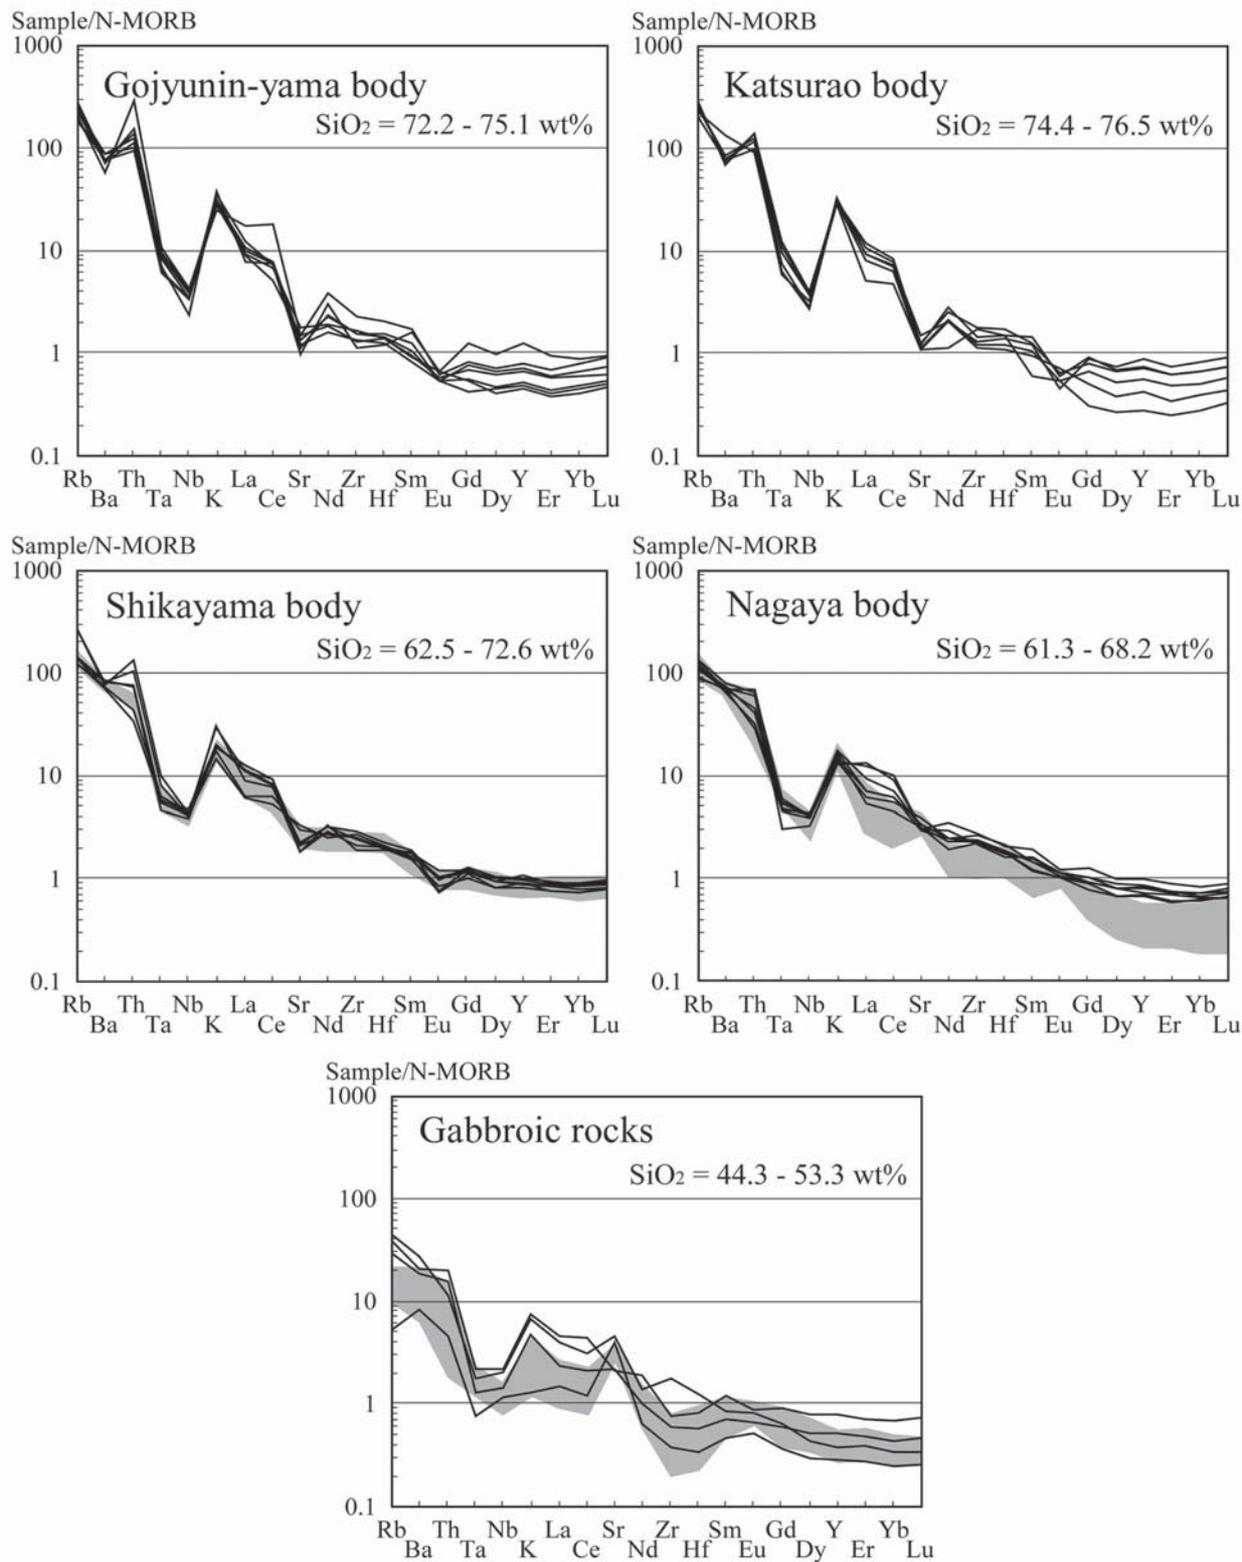 Sample/N-MORB
1000
Gojyunin-yama body
SiO₂ = 72.2 - 75.1 wt%
100
10
1
0.1
Rb Th Nb La Sr Zr Sm Gd Y Yb
Ba Ta K Ce Nd Hf Eu Dy Er Lu
Sample/N-MORB
1000
Katsurao body
SiO₂ = 74.4 - 76.5 wt%
100
10
1
0.1
Rb Th Nb La Sr Zr Sm Gd Y Yb
Ba Ta K Ce Nd Hf Eu Dy Er Lu
Sample/N-MORB
1000
Shikayama body
SiO₂ = 62.5 - 72.6 wt%
100
10
1
0.1
Rb Th Nb La Sr Zr Sm Gd Y Yb
Ba Ta K Ce Nd Hf Eu Dy Er Lu
Sample/N-MORB
1000
Nagaya body
SiO₂ = 61.3 - 68.2 wt%
100
10
1
0.1
Rb Th Nb La Sr Zr Sm Gd Y Yb
Ba Ta K Ce Nd Hf Eu Dy Er Lu
Sample/N-MORB
1000
Gabbroic rocks
SiO₂ = 44.3 - 53.3 wt%
100
10
1
0.1
Rb Th Nb La Sr Zr Sm Gd Y Yb
Ba Ta K Ce Nd Hf Eu Dy Er Lu